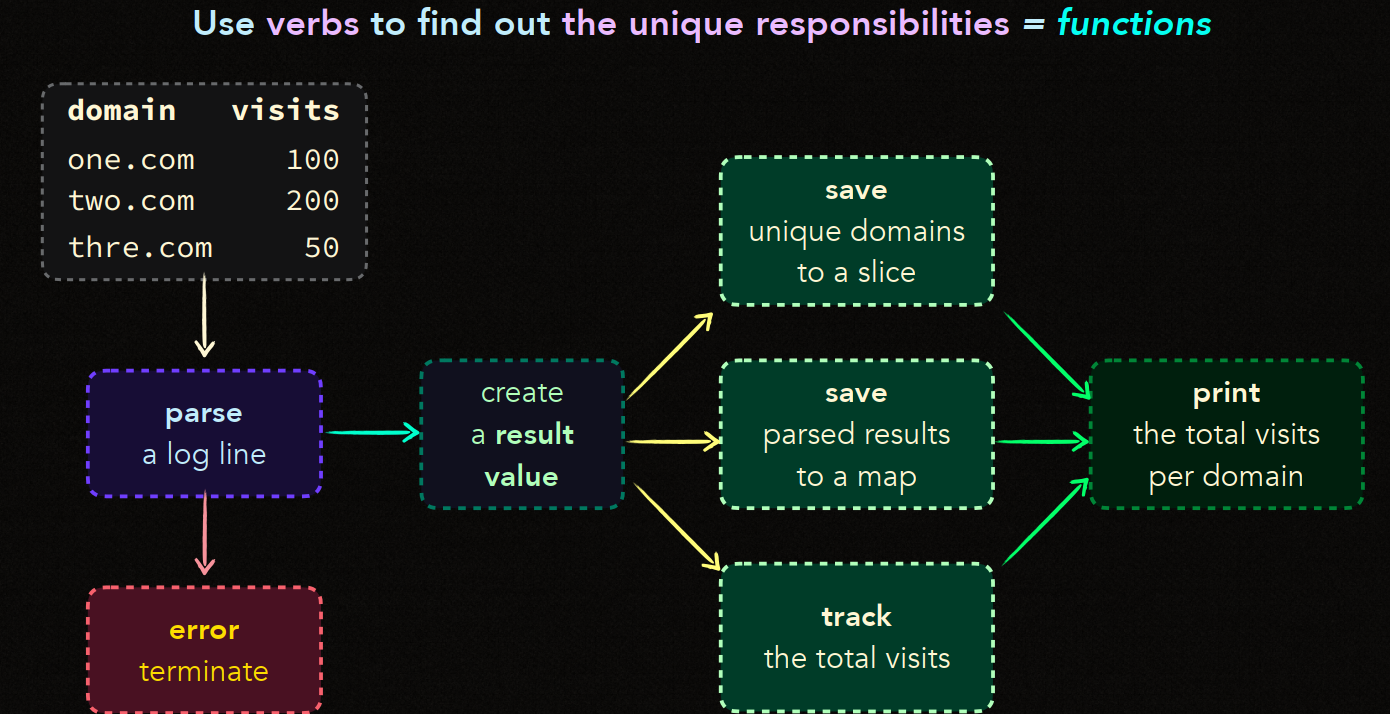 Use verbs to find out the unique responsibilities = functions
domain visits
one.com 100
two.com 200
thre.com 50
parse
a log line
error
terminate
create
a result
value
save
unique domains
to a slice
save
parsed results
to a map
track
the total visits
print
the total visits
per domain